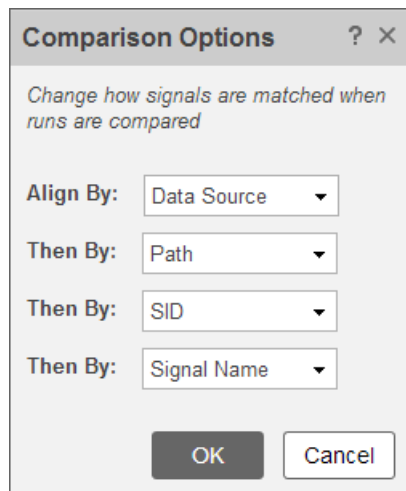 Comparison Options ? ×
Change how signals are matched when
runs are compared
Align By: Data Source
Then By: Path
Then By: SID
Then By: Signal Name
OK Cancel